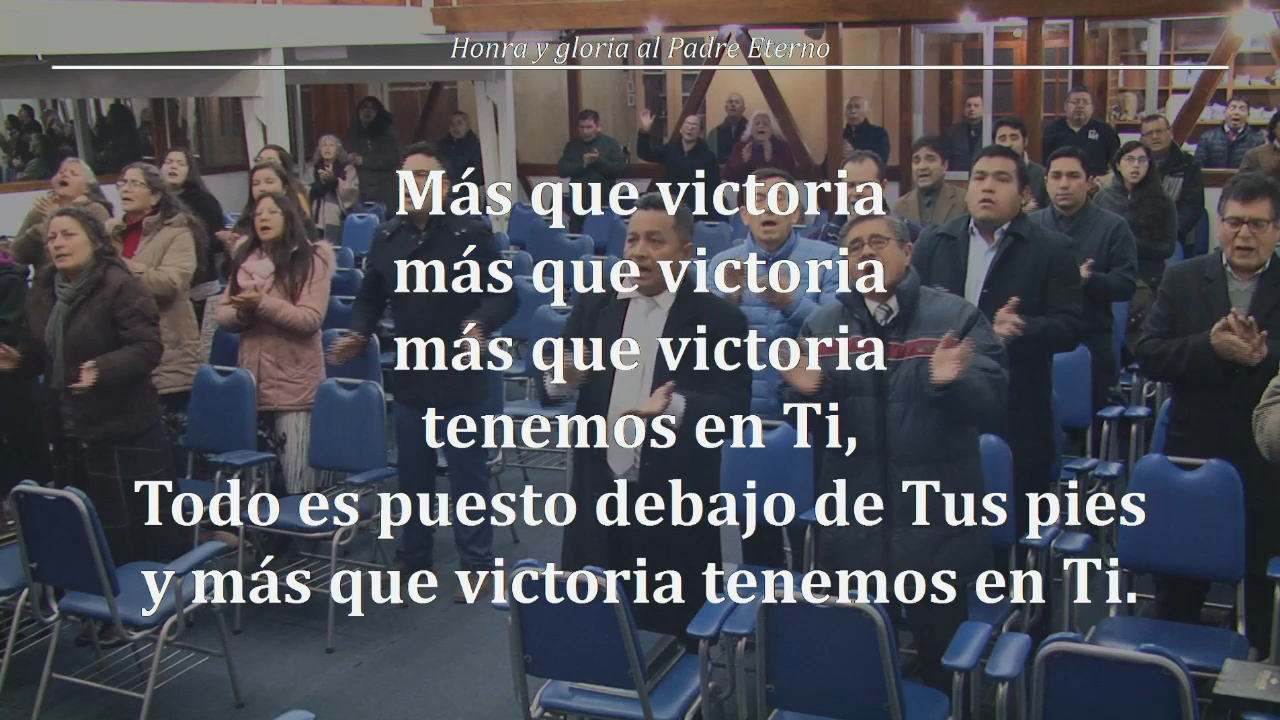 Honra y gloria al Padre Eterno
Más que victoria
más que victoria
más que victoria
tenemos en Ti,
Todo es puesto debajo de Tus pies
y más que victoria tenemos en Ti.